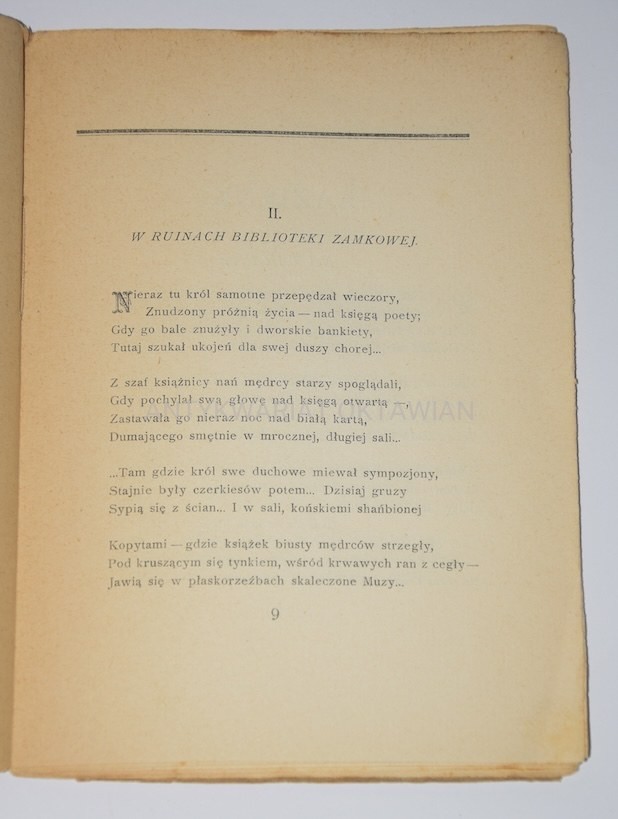 II.
W RUINACH BIBLIOTEKI ZAMKOWEJ.
Nieraz tu król samotne przepędzał wieczory,
Znudzony próżnią życia — nad księgą poety;
Gdy go bale znużyły i dworskie bankiety,
Tutaj szukał ukojeń dla swej duszy chorej...
Z szaf książnicy nań mędrcy starzy spoglądali,
Gdy pochylał swą głowę nad księgą otwartą —,
Zastawała go nieraz noc nad białą kartą,
Dumającego smętnie w mrocznej, długiej sali...
...Tam gdzie król swe duchowe miewał sympozjony,
Stajnie były czerkiesów potem... Dzisiaj gruzy
Sypią się z ścian... I w sali, końskiemi shańbionej
Kopytami — gdzie książek biusty mędrców strzegły,
Pod kruszącym się tynkiem, wśród krwawych ran z cegły —
Jawią się w płaskorzeźbach skaleczone Muzy...
9
ANTYKWARIAT OKTAWIAN